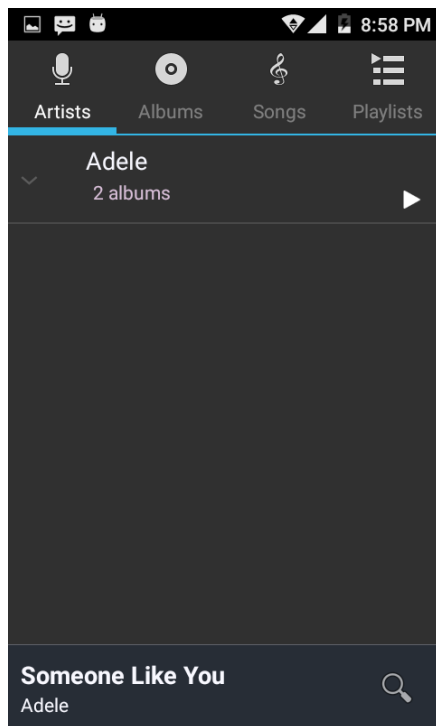 8:58 PM
Artists Albums Songs Playlists
Adele
2 albums
Someone Like You
Adele